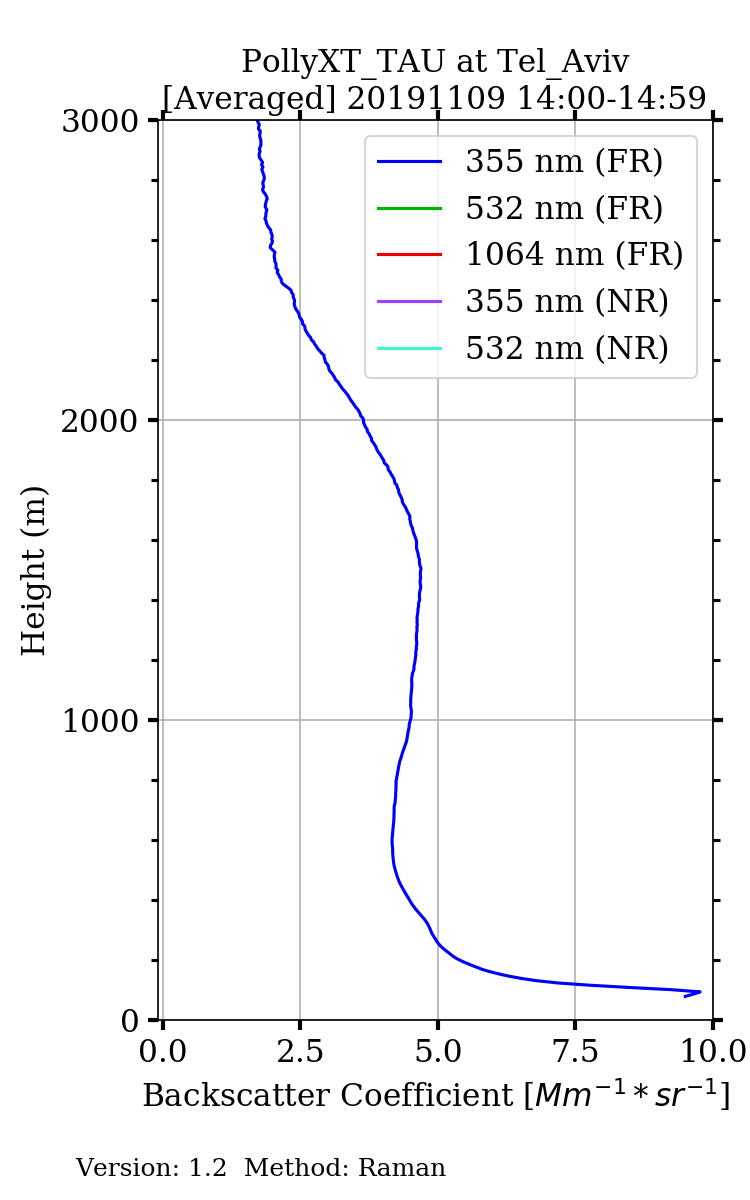 PollyXT_TAU at Tel_Aviv
[Averaged] 20191109 14:00-14:59
355 nm (FR)
532 nm (FR)
1064 nm (FR)
355 nm (NR)
532 nm (NR)
3000
2000
1000
0
Height (m)
0.0 2.5 5.0 7.5 10.0
Backscatter Coefficient [Mm⁻¹*sr⁻¹]
Version: 1.2 Method: Raman